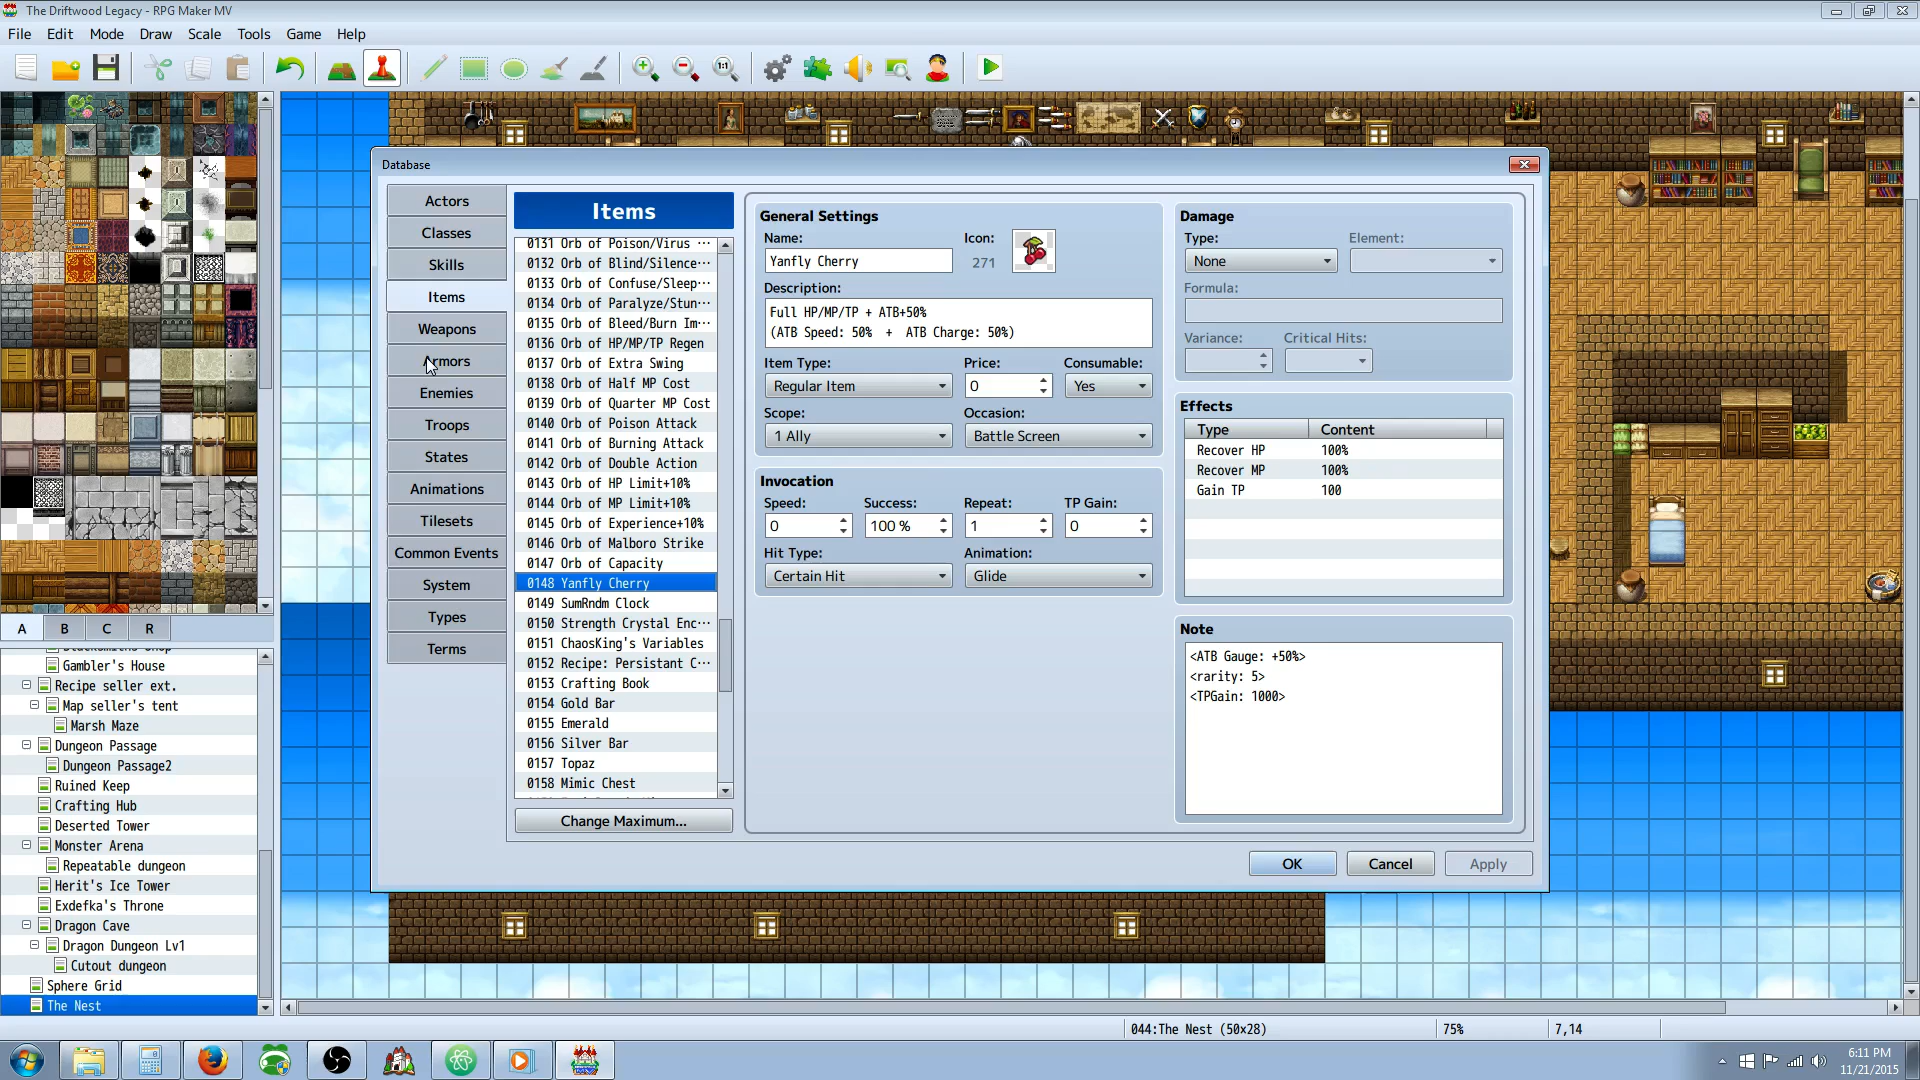 The Driftwood Legacy - RPG Maker MV
File Edit Mode Draw Scale Tools Game Help
1:1
Database
Actors
Classes
Skills
Items
Weapons
Armors
Enemies
Troops
States
Animations
Tilesets
Common Events
System
Types
Terms
Items
0131 Orb of Poison/Virus ···
0132 Orb of Blind/Silence···
0133 Orb of Confuse/Sleep···
0134 Orb of Paralyze/Stun···
0135 Orb of Bleed/Burn Im···
0136 Orb of HP/MP/TP Regen
0137 Orb of Extra Swing
0138 Orb of Half MP Cost
0139 Orb of Quarter MP Cost
0140 Orb of Poison Attack
0141 Orb of Burning Attack
0142 Orb of Double Action
0143 Orb of HP Limit+10%
0144 Orb of MP Limit+10%
0145 Orb of Experience+10%
0146 Orb of Malboro Strike
0147 Orb of Capacity
0148 Yanfly Cherry
0149 SumRndm Clock
0150 Strength Crystal Enc···
0151 ChaosKing's Variables
0152 Recipe: Persistant C···
0153 Crafting Book
0154 Gold Bar
0155 Emerald
0156 Silver Bar
0157 Topaz
0158 Mimic Chest
Change Maximum...
General Settings
Name: Icon:
Yanfly Cherry 271
Description:
Full HP/MP/TP + ATB+50%
(ATB Speed: 50% + ATB Charge: 50%)
Item Type: Price: Consumable:
Regular Item 0 Yes
Scope: Occasion:
1 Ally Battle Screen
Invocation
Speed: Success: Repeat: TP Gain:
0 100 % 1 0
Hit Type: Animation:
Certain Hit Glide
Damage
Type: Element:
None
Formula:
Variance: Critical Hits:
Effects
Type Content
Recover HP 100%
Recover MP 100%
Gain TP 100
Note
<ATB Gauge: +50%>
<rarity: 5>
<TPGain: 1000>
OK Cancel Apply
A B C R
Gambler's House
Recipe seller ext.
Map seller's tent
Marsh Maze
Dungeon Passage
Dungeon Passage2
Ruined Keep
Crafting Hub
Deserted Tower
Monster Arena
Repeatable dungeon
Herit's Ice Tower
Exdefka's Throne
Dragon Cave
Dragon Dungeon Lv1
Cutout dungeon
Sphere Grid
The Nest
044:The Nest (50x28) 75% 7,14
6:11 PM
11/21/2015